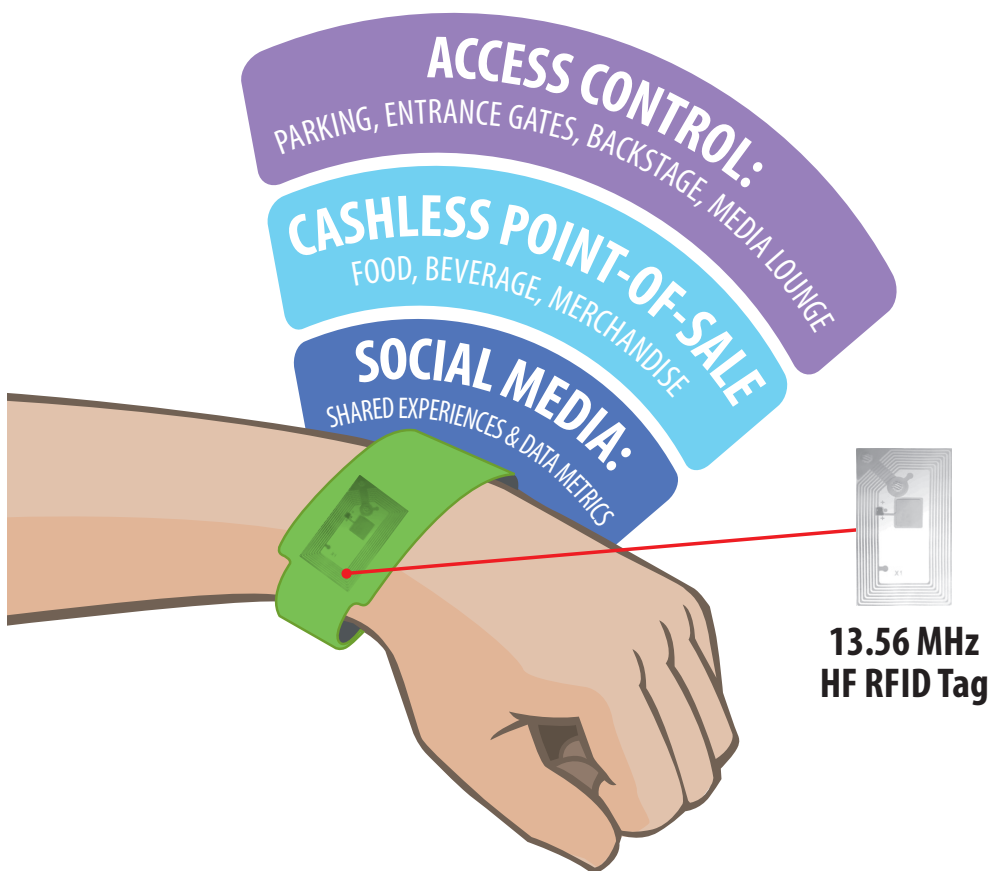 ACCESS CONTROL:
PARKING, ENTRANCE GATES, BACKSTAGE, MEDIA LOUNGE
CASHLESS POINT-OF-SALE
FOOD, BEVERAGE, MERCHANDISE
SOCIAL MEDIA:
SHARED EXPERIENCES & DATA METRICS
X1
13.56 MHz
HF RFID Tag